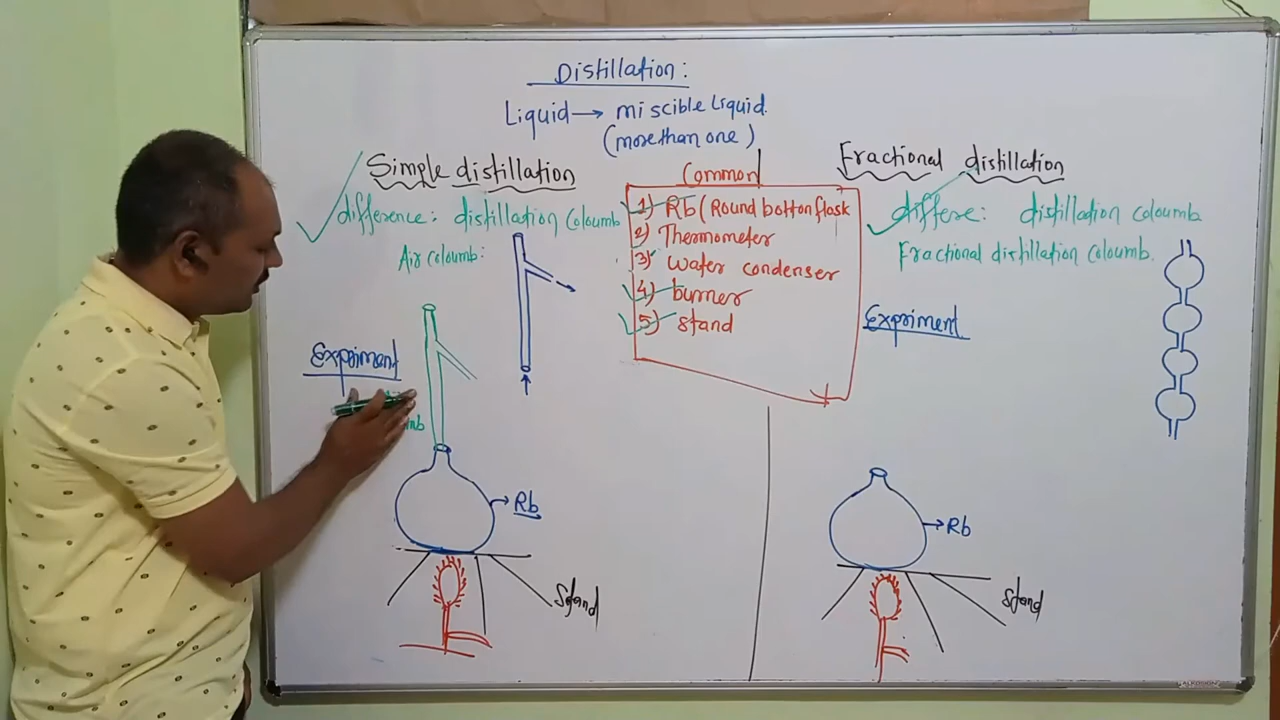 Distillation:
Liquid → miscible Liquid.
(more than one)
Simple distillation
difference: distillation Coloumb
Air coloumb:
Expriment
mb
→ Rb
Stand
Common
1) Rb (Round botton flask
2) Thermometer
3) Water condenser
4) burner
5) stand
Fractional distillation
differe: distillation coloumb
Fractional distillation Coloumb.
Expriment
→ Rb
Stand